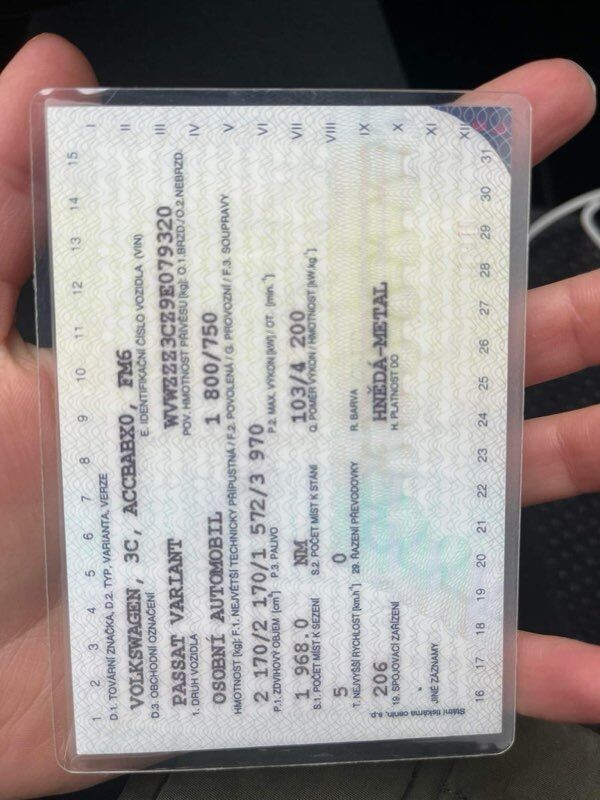 1 2 3 4 5 6 7 8 9 10 11 12 13 14 15
I
D.1. TOVÁRNÍ ZNAČKA, D.2. TYP, VARIANTA, VERZE
VOLKSWAGEN, 3C, ACCBABX0, FM6
II
D.3. OBCHODNÍ OZNAČENÍ E. IDENTIFIKAČNÍ ČÍSLO VOZIDLA (VIN)
PASSAT VARIANT WVWZZZ3CZ9E079320
III
1. DRUH VOZIDLA POV. HMOTNOST PŘÍVĚSU [kg]: O.1.BRZD./O.2.NEBRZD.
OSOBNÍ AUTOMOBIL 1 800/750
IV
HMOTNOST [kg]: F.1. NEJVĚTŠÍ TECHNICKY PŘÍPUSTNÁ / F.2. POVOLENÁ / G. PROVOZNÍ / F.3. SOUPRAVY
V
2 170/2 170/1 572/3 970
P.1. ZDVIHOVÝ OBJEM [cm³] P.3. PALIVO P.2. MAX. VÝKON [kW] / OT. [min.⁻¹]
VI
1 968.0 NM 103/4 200
VII
S.1. POČET MÍST K SEZENÍ S.2. POČET MÍST K STÁNÍ Q. POMĚR VÝKON / HMOTNOST [kW.kg⁻¹]
5 0
VIII
T. NEJVYŠŠÍ RYCHLOST [km.h⁻¹] 29. ŘAZENÍ PŘEVODOVKY R. BARVA
IX
206 HNĚDÁ-METAL
19. SPOJOVACÍ ZAŘÍZENÍ H. PLATNOST DO
X
XI
JINÉ ZÁZNAMY
XII
16 17 18 19 20 21 22 23 24 25 26 27 28 29 30 31
Státní tiskárna cenin, s.p.